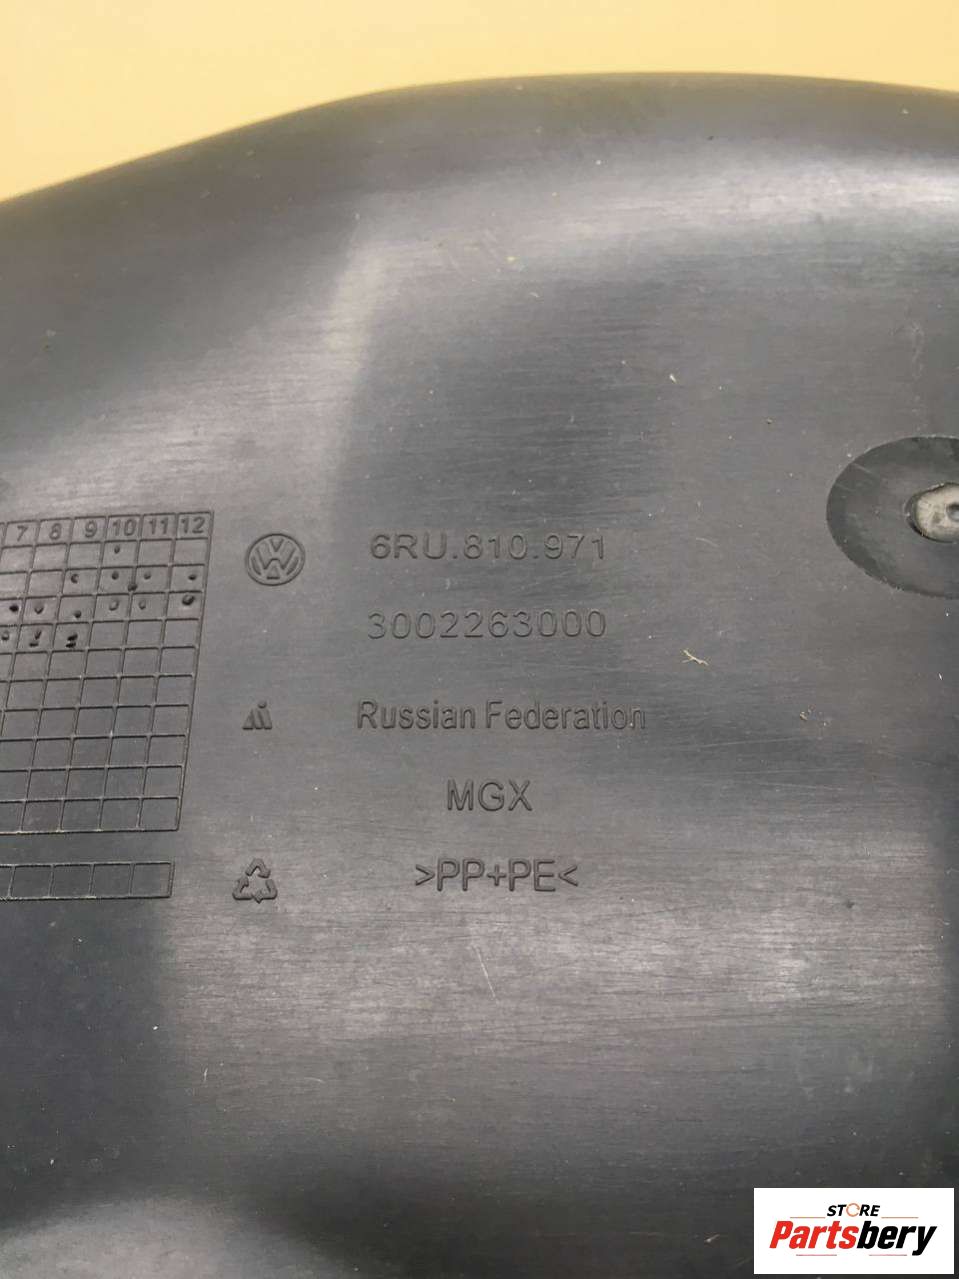 7 8 9 10 11 12
6RU.810.971
3002263000
Russian Federation
MGX
>PP+PE<
STORE
Partsbery